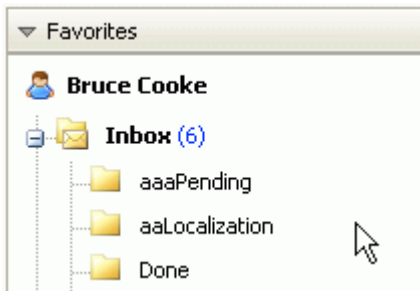 Favorites
Bruce Cooke
Inbox (6)
aaaPending
aaLocalization
Done